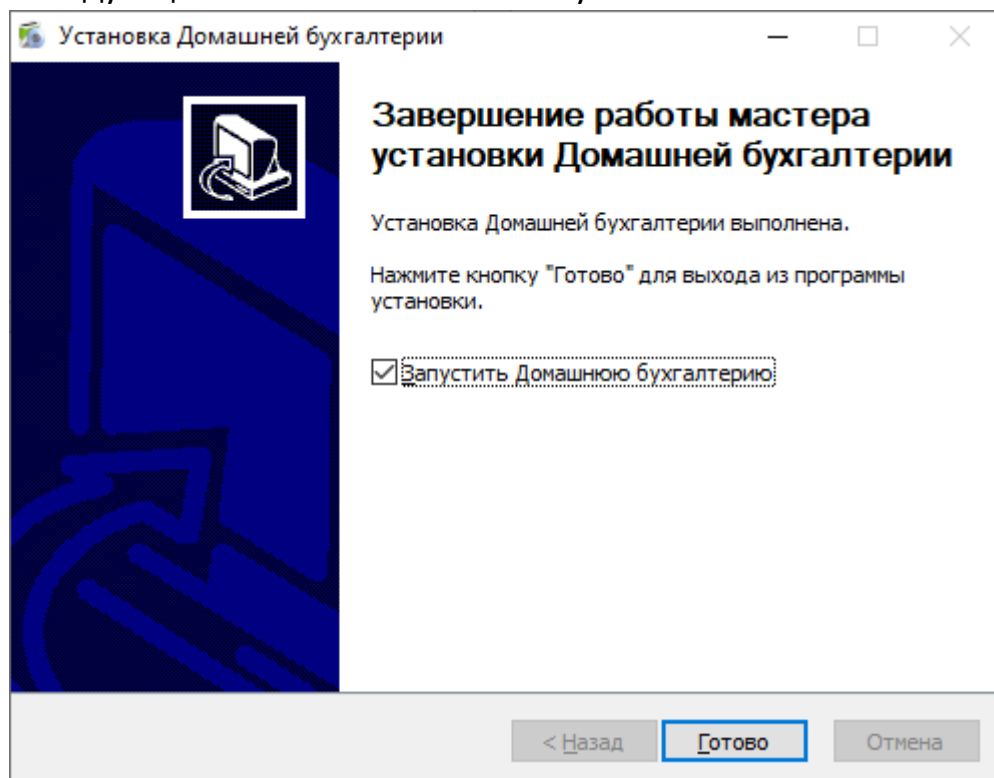 Установка Домашней бухгалтерии
Завершение работы мастера
установки Домашней бухгалтерии
Установка Домашней бухгалтерии выполнена.
Нажмите кнопку "Готово" для выхода из программы
установки.
Запустить Домашнюю бухгалтерию
< Назад Готово Отмена